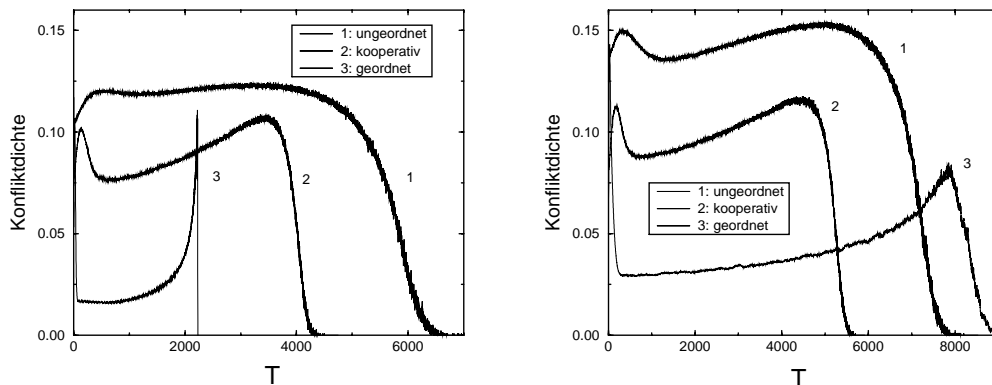 0.15
0.10
0.05
0.00
Konfliktdichte
1: ungeordnet
2: kooperativ
3: geordnet
3
2
1
0
2000
4000
6000
T
0.15
0.10
0.05
0.00
Konfliktdichte
1
2
3
1: ungeordnet
2: kooperativ
3: geordnet
0
2000
4000
6000
8000
T